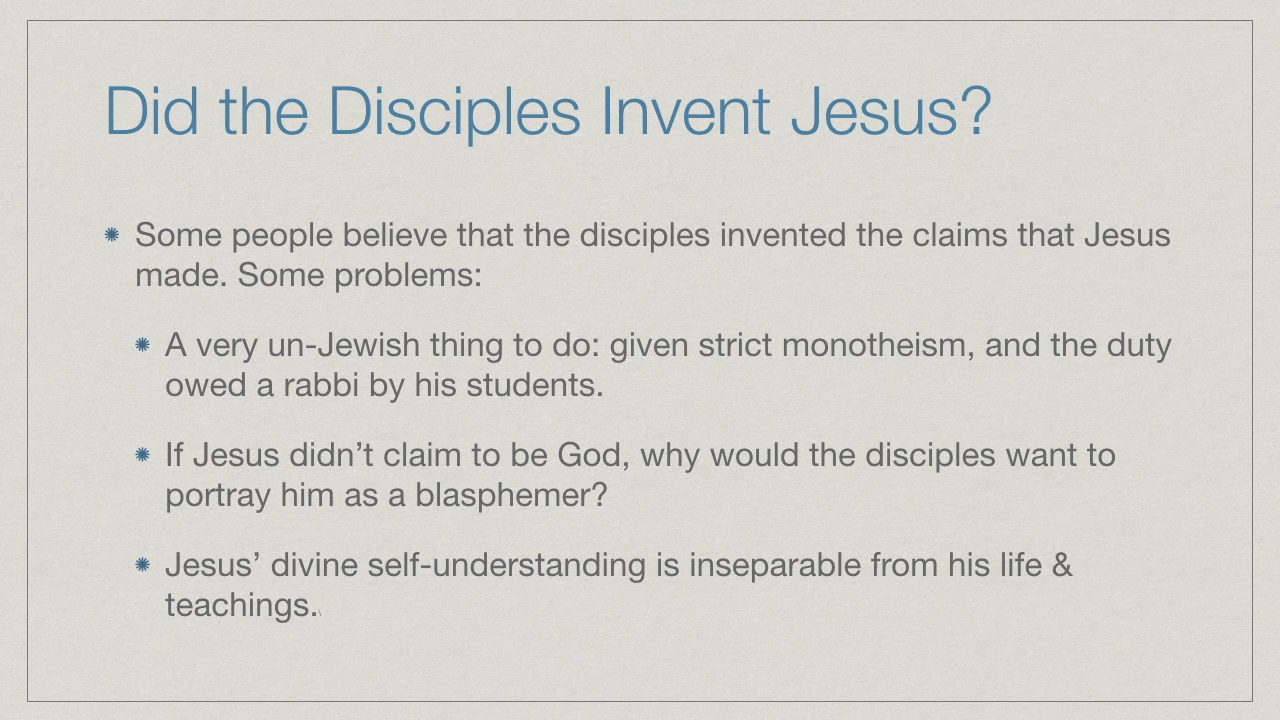 Did the Disciples Invent Jesus?
Some people believe that the disciples invented the claims that Jesus
made. Some problems:
A very un-Jewish thing to do: given strict monotheism, and the duty
owed a rabbi by his students.
If Jesus didn’t claim to be God, why would the disciples want to
portray him as a blasphemer?
Jesus’ divine self-understanding is inseparable from his life &
teachings.\